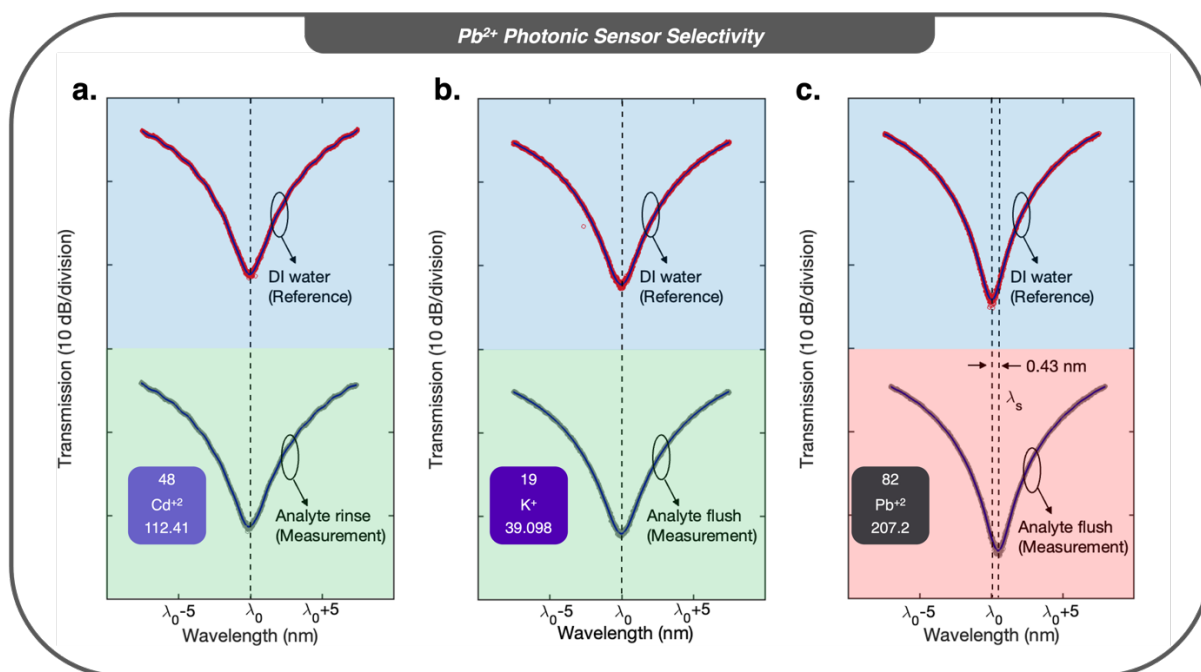 Pb²⁺ Photonic Sensor Selectivity
a.
Transmission (10 dB/division)
DI water
(Reference)
48
Cd⁺²
112.41
Analyte rinse
(Measurement)
λ₀-5
λ₀
λ₀+5
Wavelength (nm)
b.
Transmission (10 dB/division)
DI water
(Reference)
19
K⁺
39.098
Analyte flush
(Measurement)
λ₀-5
λ₀
λ₀+5
Wavelength (nm)
c.
Transmission (10 dB/division)
DI water
(Reference)
0.43 nm
λₛ
82
Pb⁺²
207.2
Analyte flush
(Measurement)
λ₀-5
λ₀
λ₀+5
Wavelength (nm)